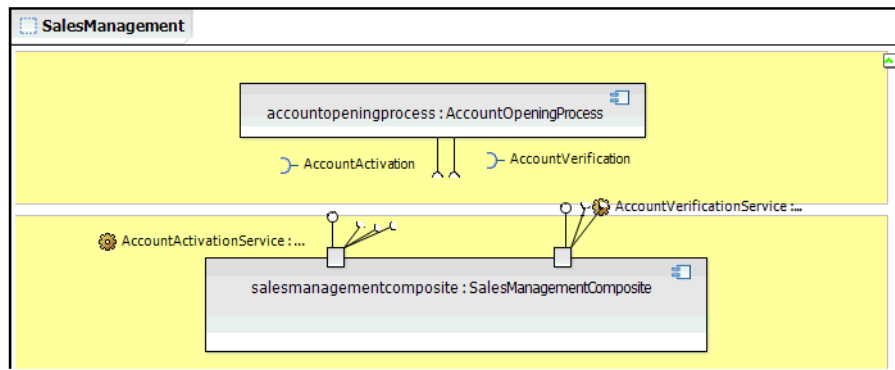 SalesManagement
accountopeningprocess : AccountOpeningProcess
AccountActivation
AccountVerification
AccountVerificationService :...
AccountActivationService :...
salesmanagementcomposite : SalesManagementComposite